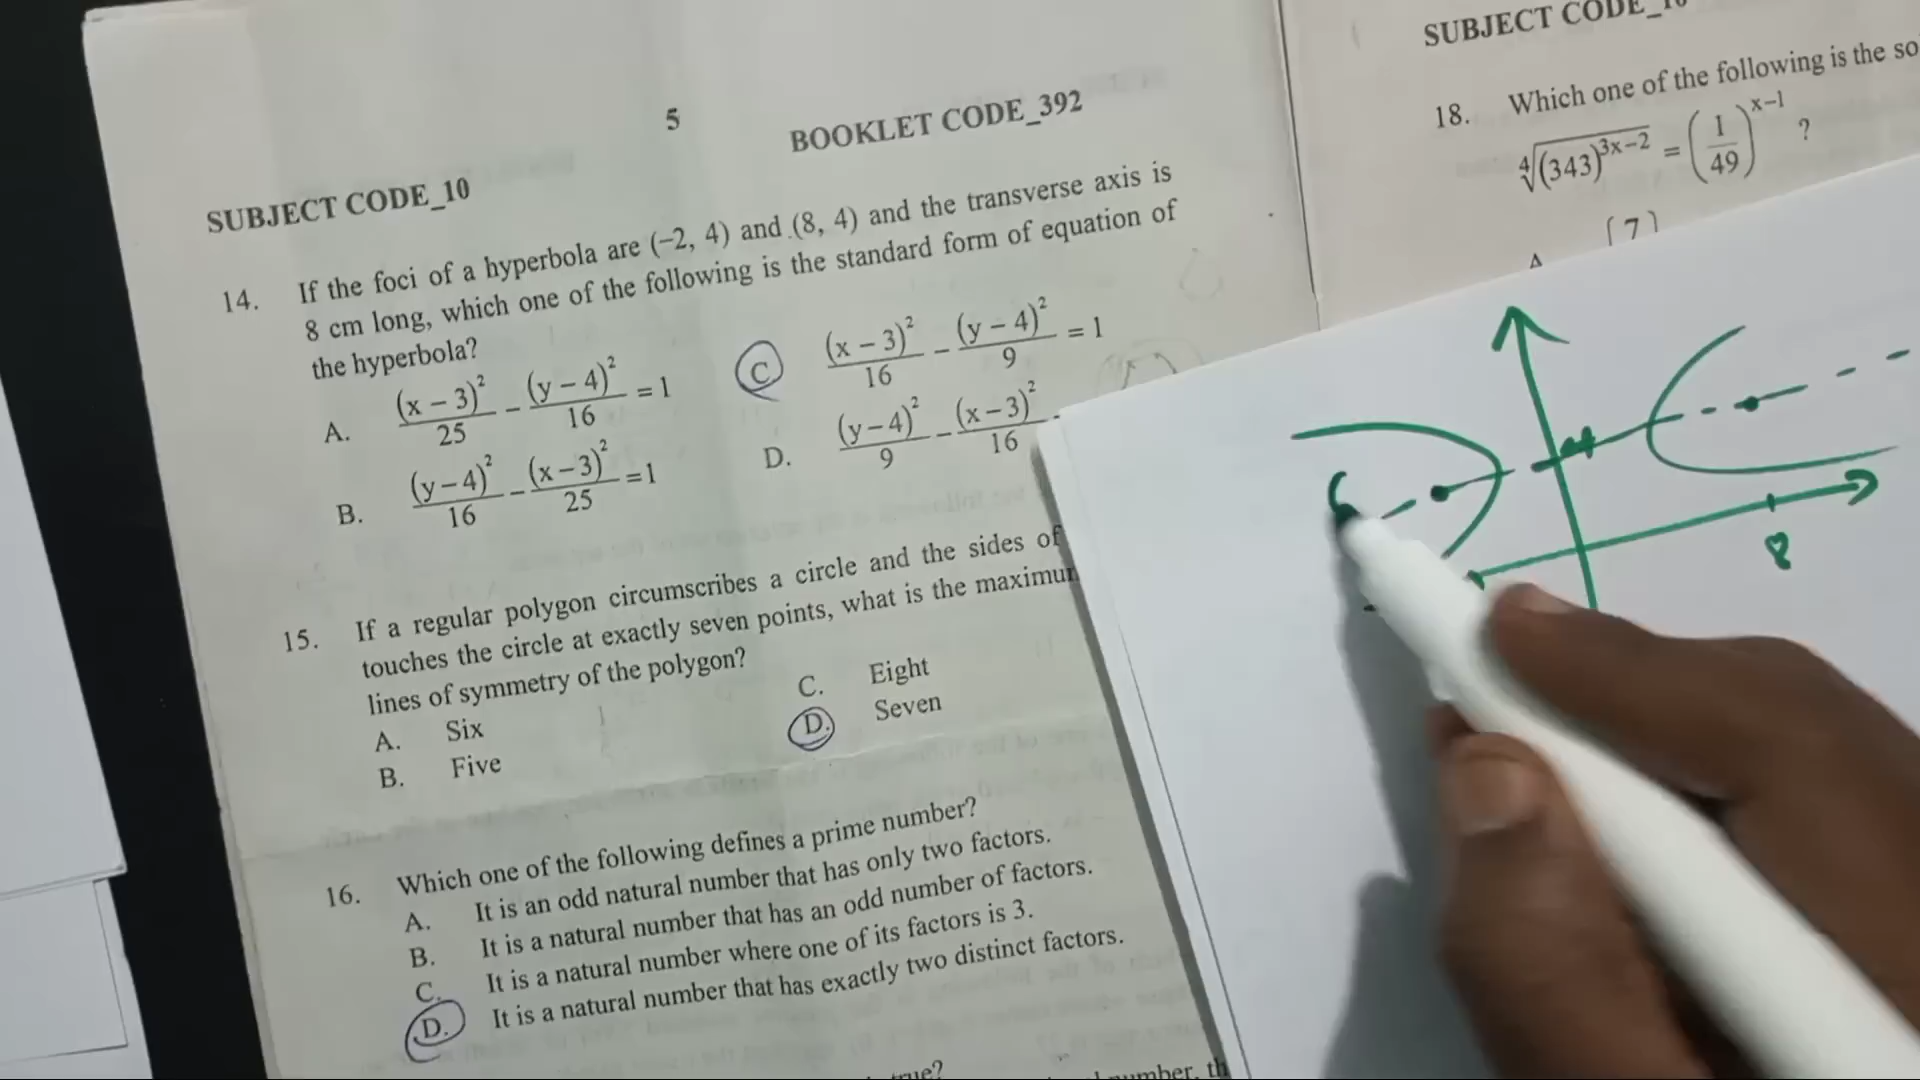 5
BOOKLET CODE_392
SUBJECT CODE_10
14. If the foci of a hyperbola are (–2, 4) and (8, 4) and the transverse axis is
8 cm long, which one of the following is the standard form of equation of
the hyperbola?
A. (x – 3)²/25 – (y – 4)²/16 = 1
B. (y – 4)²/16 – (x – 3)²/25 = 1
C (x – 3)²/16 – (y – 4)²/9 = 1
D. (y – 4)²/9 – (x – 3)²/16
15. If a regular polygon circumscribes a circle and the sides of
touches the circle at exactly seven points, what is the
lines of symmetry of the polygon?
A. Six
B. Five
C. Eight
D. Seven
16. Which one of the following defines a prime number?
A. It is an odd natural number that has only two factors.
B. It is a natural number that has an odd number of factors.
C. It is a natural number where one of its factors is 3.
D. It is a natural number that has exactly two distinct factors.
SUBJECT CODE_
18. Which one of the following is the
∜(343)^(3x–2) = (1/49)^(x–1) ?
7
4
8